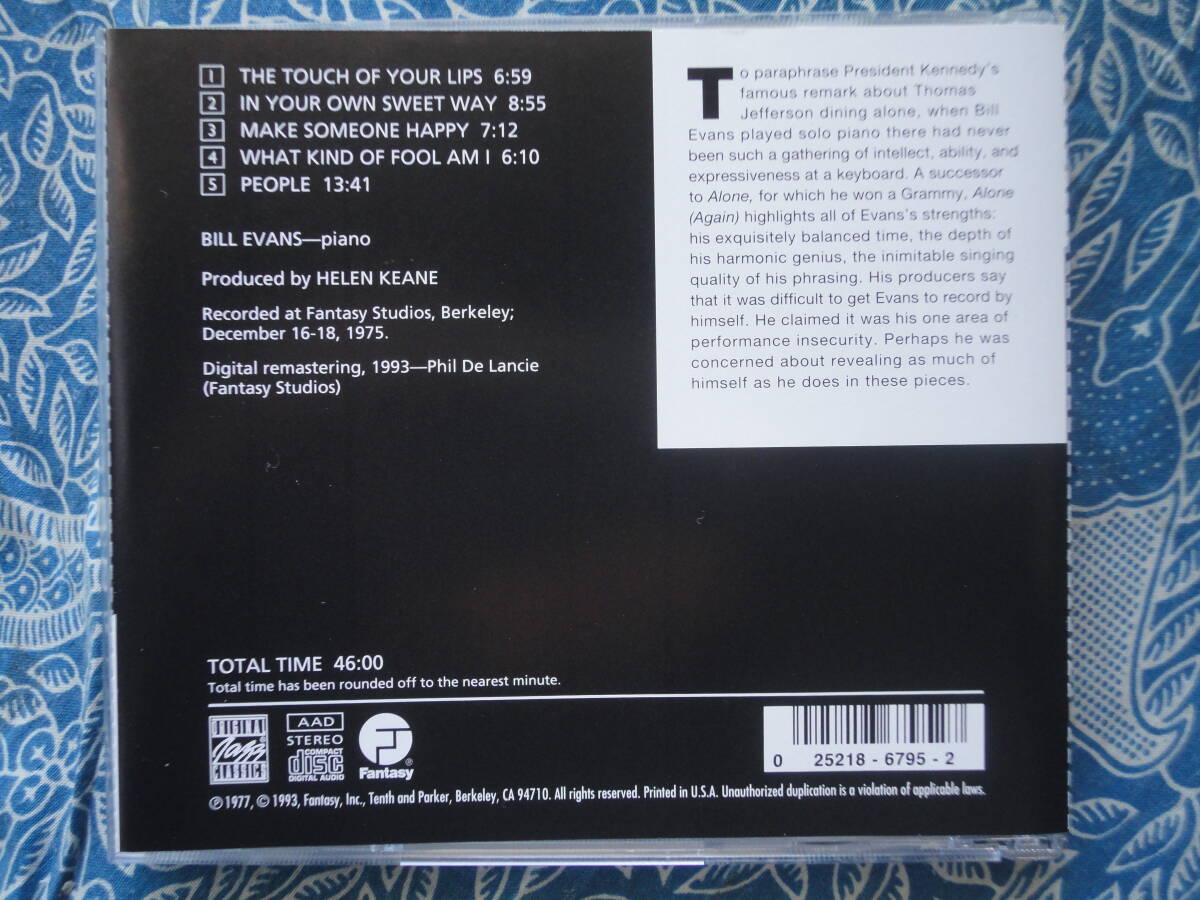 1 THE TOUCH OF YOUR LIPS 6:59
2 IN YOUR OWN SWEET WAY 8:55
3 MAKE SOMEONE HAPPY 7:12
4 WHAT KIND OF FOOL AM I 6:10
5 PEOPLE 13:41
BILL EVANS—piano
Produced by HELEN KEANE
Recorded at Fantasy Studios, Berkeley;
December 16-18, 1975.
Digital remastering, 1993—Phil De Lancie
(Fantasy Studios)
To paraphrase President Kennedy's
famous remark about Thomas
Jefferson dining alone, when Bill
Evans played solo piano there had never
been such a gathering of intellect, ability, and
expressiveness at a keyboard. A successor
to Alone, for which he won a Grammy, Alone
(Again) highlights all of Evans's strengths:
his exquisitely balanced time, the depth of
his harmonic genius, the inimitable singing
quality of his phrasing. His producers say
that it was difficult to get Evans to record by
himself. He claimed it was his one area of
performance insecurity. Perhaps he was
concerned about revealing as much of
himself as he does in these pieces.
TOTAL TIME 46:00
Total time has been rounded off to the nearest minute.
ORIGINAL
Jazz
CLASSICS
AAD
STEREO
COMPACT
disc
DIGITAL AUDIO
F
®
Fantasy
0 25218 - 6795 - 2
℗ 1977, © 1993, Fantasy, Inc., Tenth and Parker, Berkeley, CA 94710. All rights reserved. Printed in U.S.A. Unauthorized duplication is a violation of applicable laws.